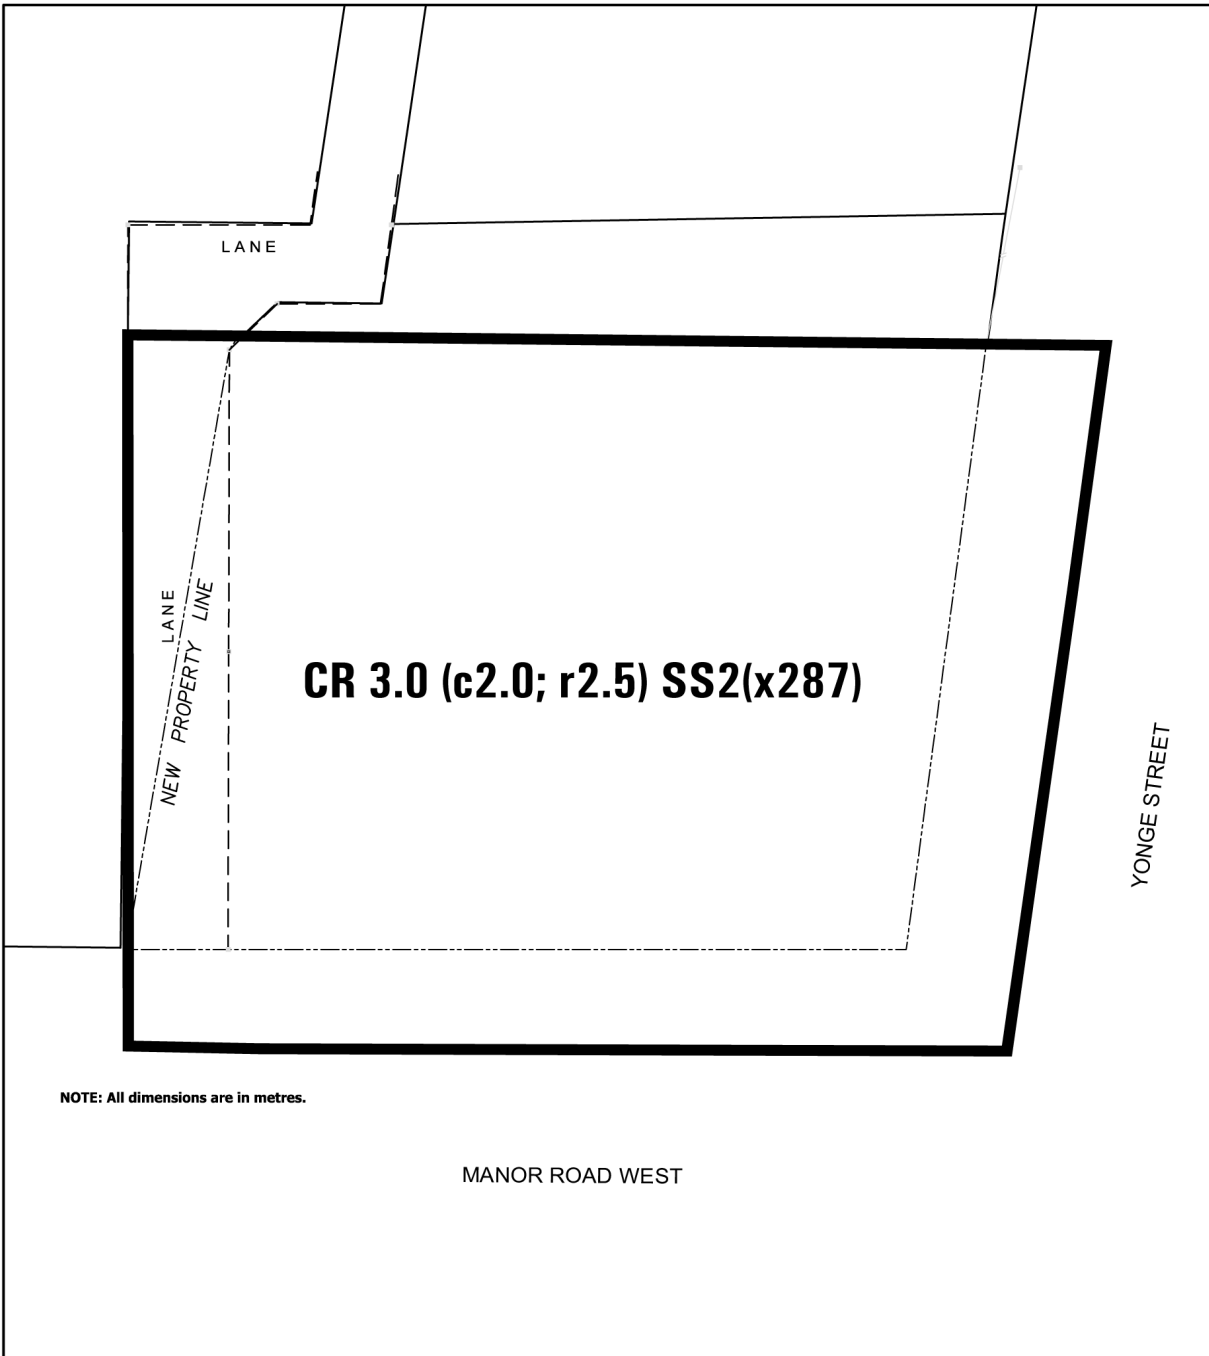 LANE
LANE
NEW PROPERTY LINE
CR 3.0 (c2.0; r2.5) SS2(x287)
YONGE STREET
NOTE: All dimensions are in metres.
MANOR ROAD WEST